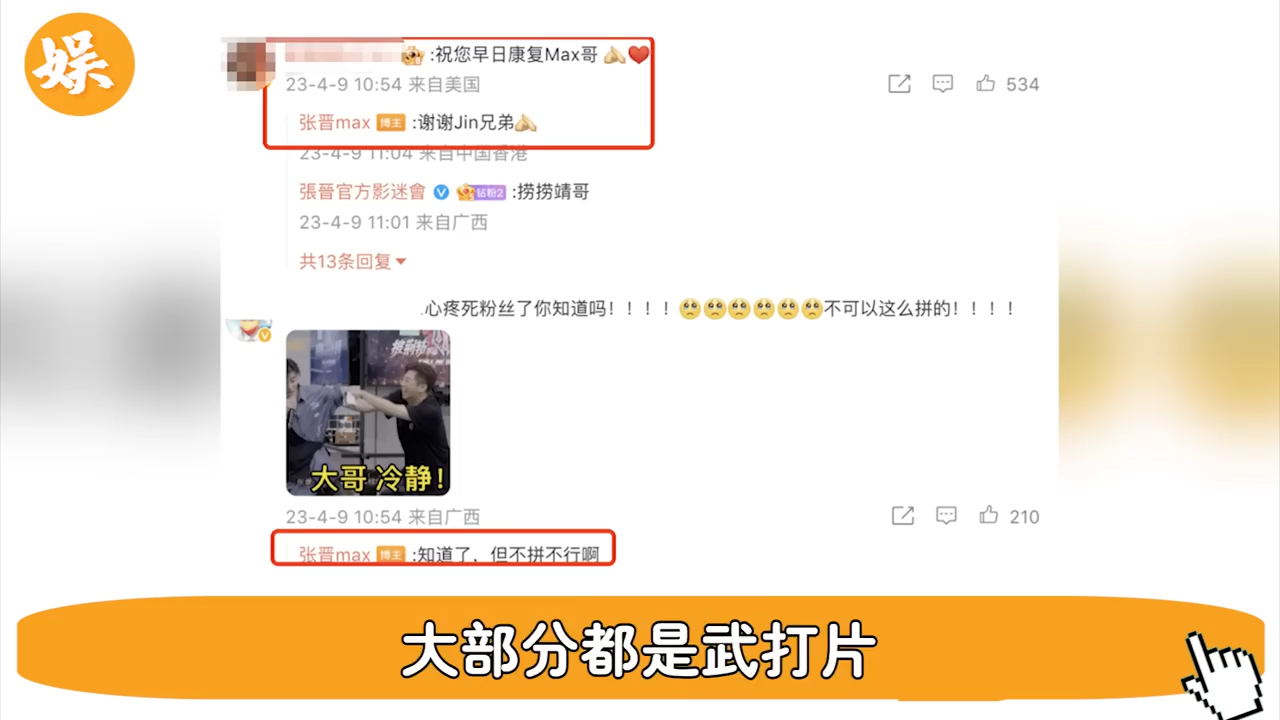 娱
:祝您早日康复Max哥
23-4-9 10:54 来自美国
534
张晋max 博主 :谢谢Jin兄弟
23-4-9 11:04 来自中国香港
張晉官方影迷會 钻粉2 :捞捞靖哥
23-4-9 11:01 来自广西
共13条回复
心疼死粉丝了你知道吗！！！！不可以这么拼的！！！！
大哥 冷静!
23-4-9 10:54 来自广西
210
张晋max 博主 :知道了，但不拼不行啊
大部分都是武打片